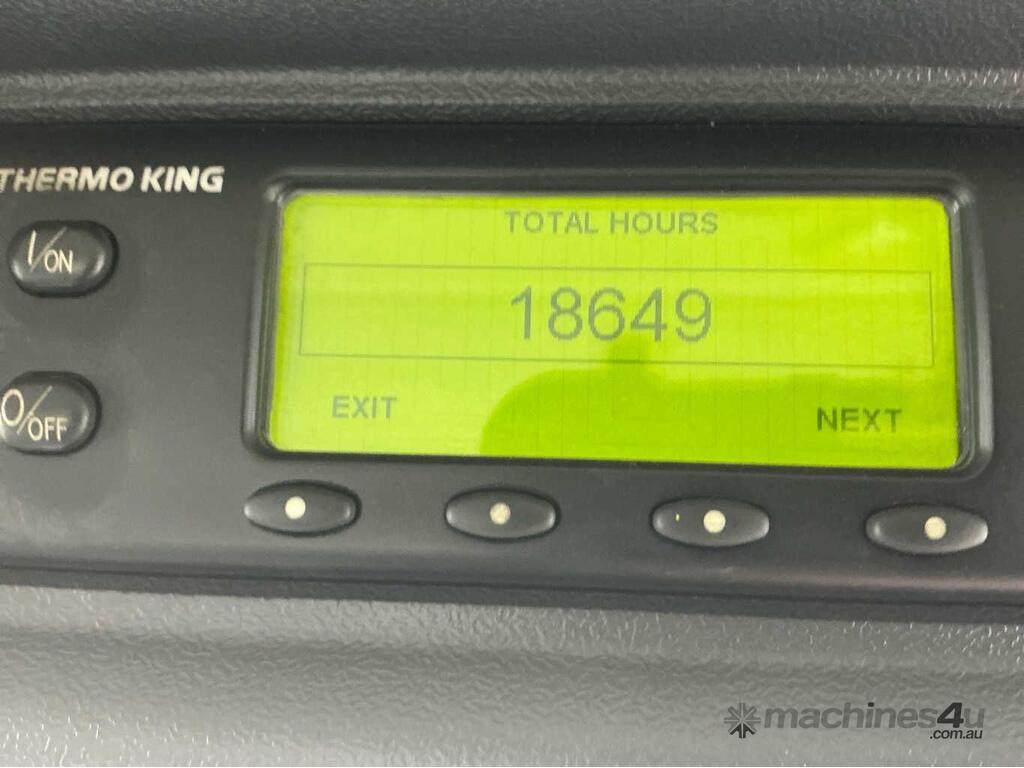 THERMO KING
I/ON
O/OFF
TOTAL HOURS
18649
EXIT
NEXT
machines4u
.com.au